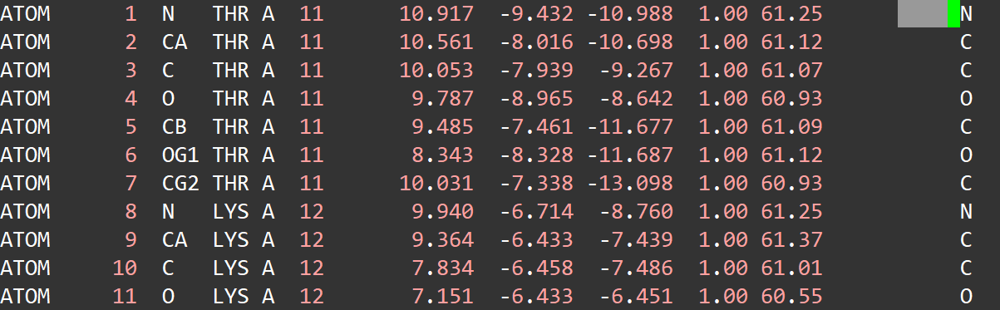 ATOM      1  N   THR A  11      10.917  -9.432 -10.988  1.00 61.25           N
ATOM      2  CA  THR A  11      10.561  -8.016 -10.698  1.00 61.12           C
ATOM      3  C   THR A  11      10.053  -7.939  -9.267  1.00 61.07           C
ATOM      4  O   THR A  11       9.787  -8.965  -8.642  1.00 60.93           O
ATOM      5  CB  THR A  11       9.485  -7.461 -11.677  1.00 61.09           C
ATOM      6  OG1 THR A  11       8.343  -8.328 -11.687  1.00 61.12           O
ATOM      7  CG2 THR A  11      10.031  -7.338 -13.098  1.00 60.93           C
ATOM      8  N   LYS A  12       9.940  -6.714  -8.760  1.00 61.25           N
ATOM      9  CA  LYS A  12       9.364  -6.433  -7.439  1.00 61.37           C
ATOM     10  C   LYS A  12       7.834  -6.458  -7.486  1.00 61.01           C
ATOM     11  O   LYS A  12       7.151  -6.433  -6.451  1.00 60.55           O